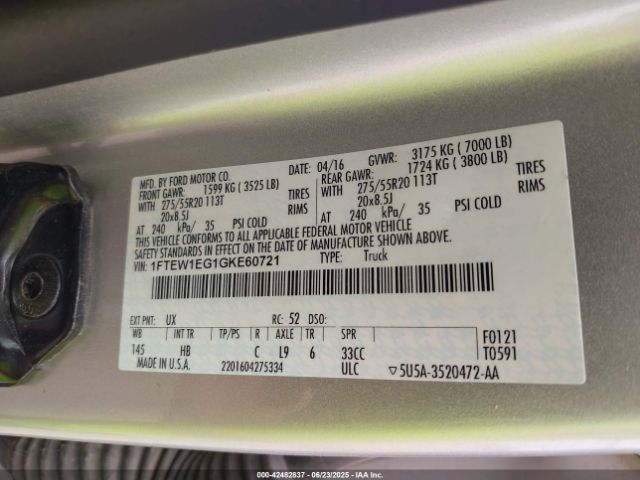 MFD. BY FORD MOTOR CO. DATE: 04/16 GVWR: 3175 KG ( 7000 LB)
FRONT GAWR: 1599 KG ( 3525 LB) REAR GAWR: 1724 KG ( 3800 LB)
WITH 275/55R20 113T TIRES WITH 275/55R20 113T TIRES
20x8.5J RIMS 20x8.5J RIMS
AT 240 kPa/ 35 PSI COLD AT 240 kPa/ 35 PSI COLD
THIS VEHICLE CONFORMS TO ALL APPLICABLE FEDERAL MOTOR VEHICLE
SAFETY STANDARDS IN EFFECT ON THE DATE OF MANUFACTURE SHOWN ABOVE.
VIN: 1FTEW1EG1GKE60721 TYPE: Truck
EXT PNT: UX RC: 52 DSO:
WB INT TR TP/PS R AXLE TR SPR F0121
145 HB C L9 6 33CC T0591
MADE IN U.S.A. 2201604275334 ULC ▽5U5A-3520472-AA
000-42482837 - 06/23/2025 - IAA Inc.